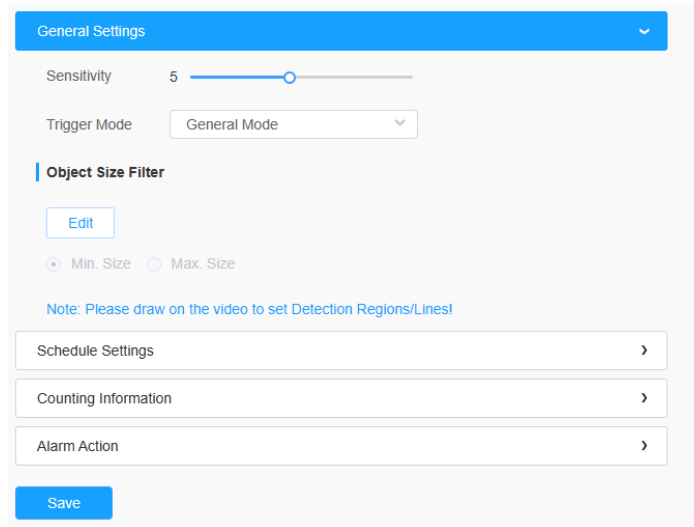 General Settings
Sensitivity 5
Trigger Mode General Mode
Object Size Filter
Edit
Min. Size Max. Size
Note: Please draw on the video to set Detection Regions/Lines!
Schedule Settings
Counting Information
Alarm Action
Save